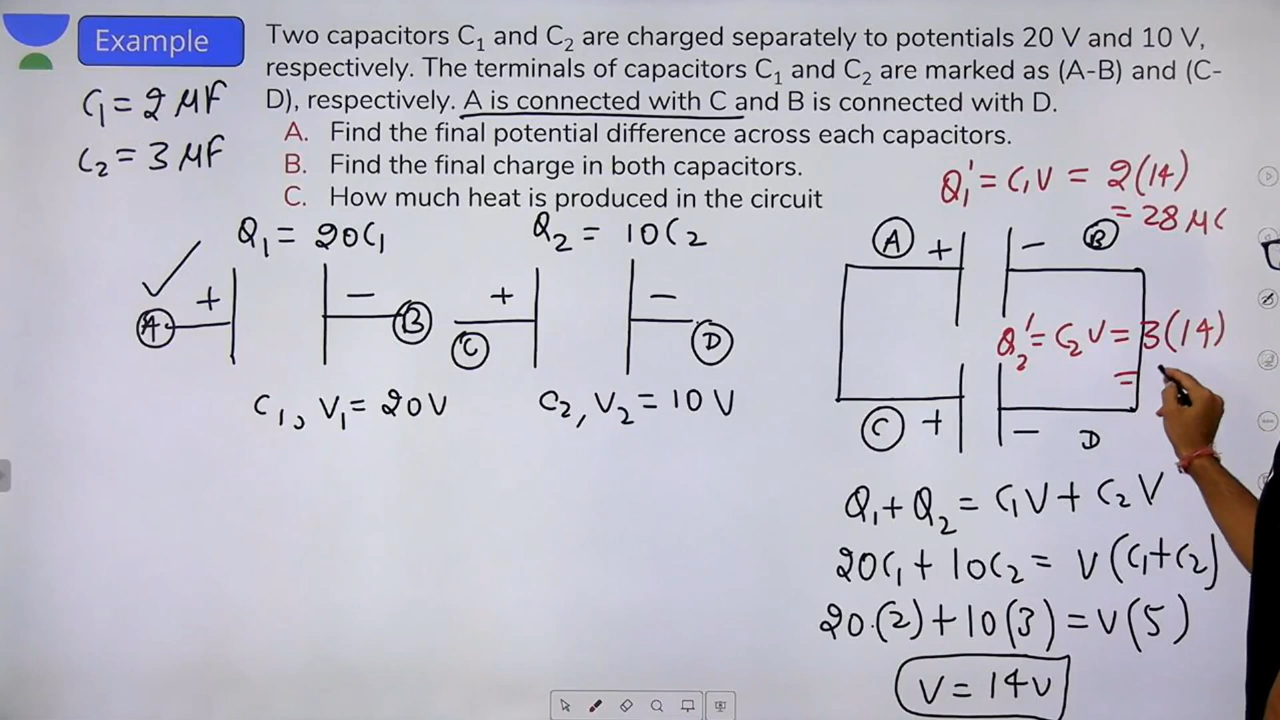 Example
Two capacitors C₁ and C₂ are charged separately to potentials 20 V and 10 V,
respectively. The terminals of capacitors C₁ and C₂ are marked as (A-B) and (C-
D), respectively. A is connected with C and B is connected with D.
A. Find the final potential difference across each capacitors.
B. Find the final charge in both capacitors.
C. How much heat is produced in the circuit
C₁ = 2 μF
C₂ = 3 μF
Q₁ = 20C₁
Q₂ = 10C₂
A + − B
C + − D
C₁, V₁ = 20V
C₂, V₂ = 10V
Q₁' = C₁V = 2(14)
= 28 μC
A + − B
Q₂' = C₂V = 3(14)
=
C + − D
Q₁ + Q₂ = C₁V + C₂V
20C₁ + 10C₂ = V(C₁+C₂)
20.(2) + 10(3) = V(5)
V = 14V